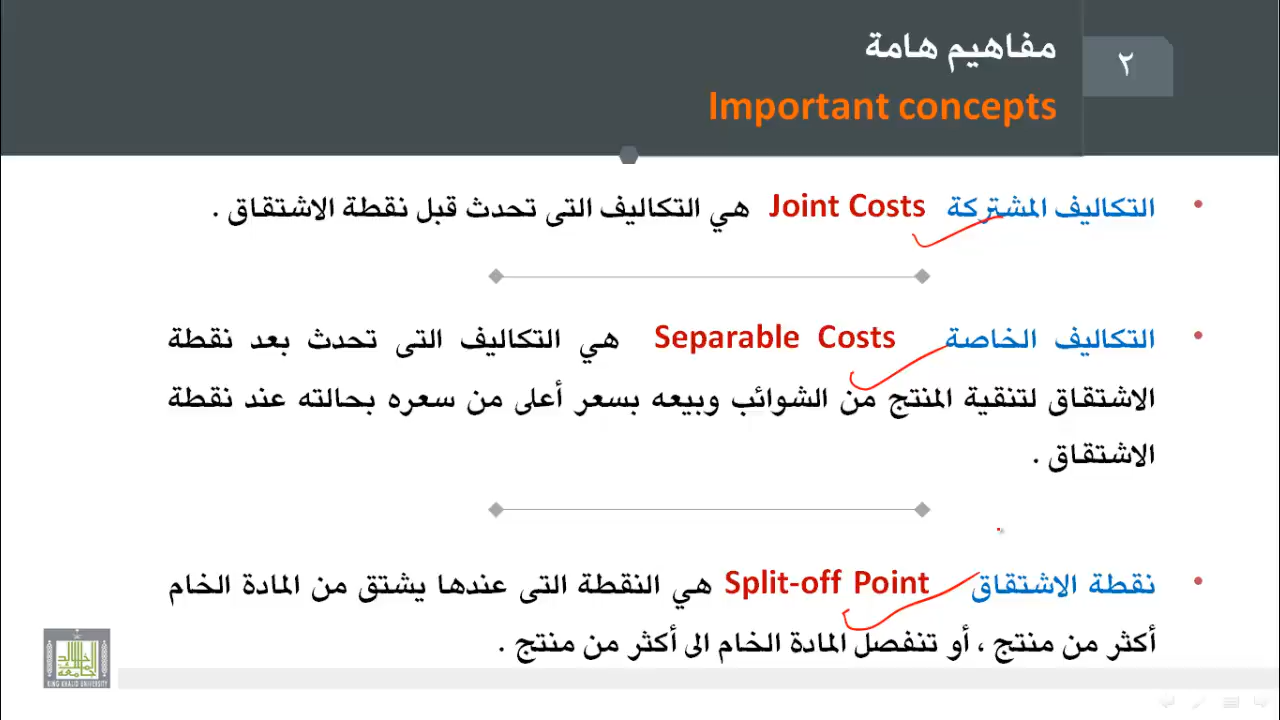 مفاهيم هامة
٢
Important concepts
• التكاليف المشتركة Joint Costs هي التكاليف التى تحدث قبل نقطة الاشتقاق .
• التكاليف الخاصة Separable Costs هي التكاليف التى تحدث بعد نقطة
الاشتقاق لتنقية المنتج من الشوائب وبيعه بسعر أعلى من سعره بحالته عند نقطة
الاشتقاق .
• نقطة الاشتقاق Split-off Point هي النقطة التى عندها يشتق من المادة الخام
أكثر من منتج ، أو تنفصل المادة الخام الى أكثر من منتج .
KING KHALID UNIVERSITY